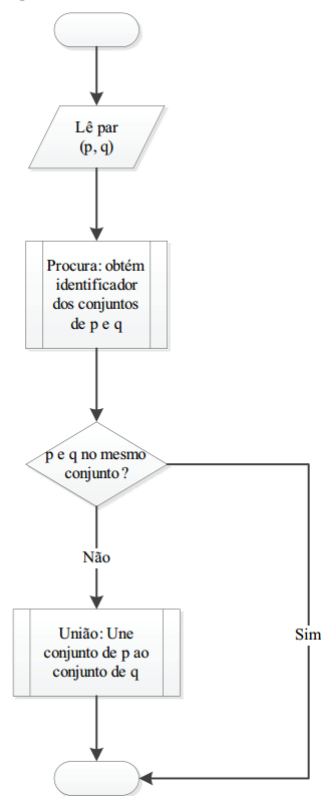 Lê par
(p, q)
Procura: obtém
identificador
dos conjuntos
de p e q
p e q no mesmo
conjunto?
Não
União: Une
conjunto de p ao
conjunto de q
Sim